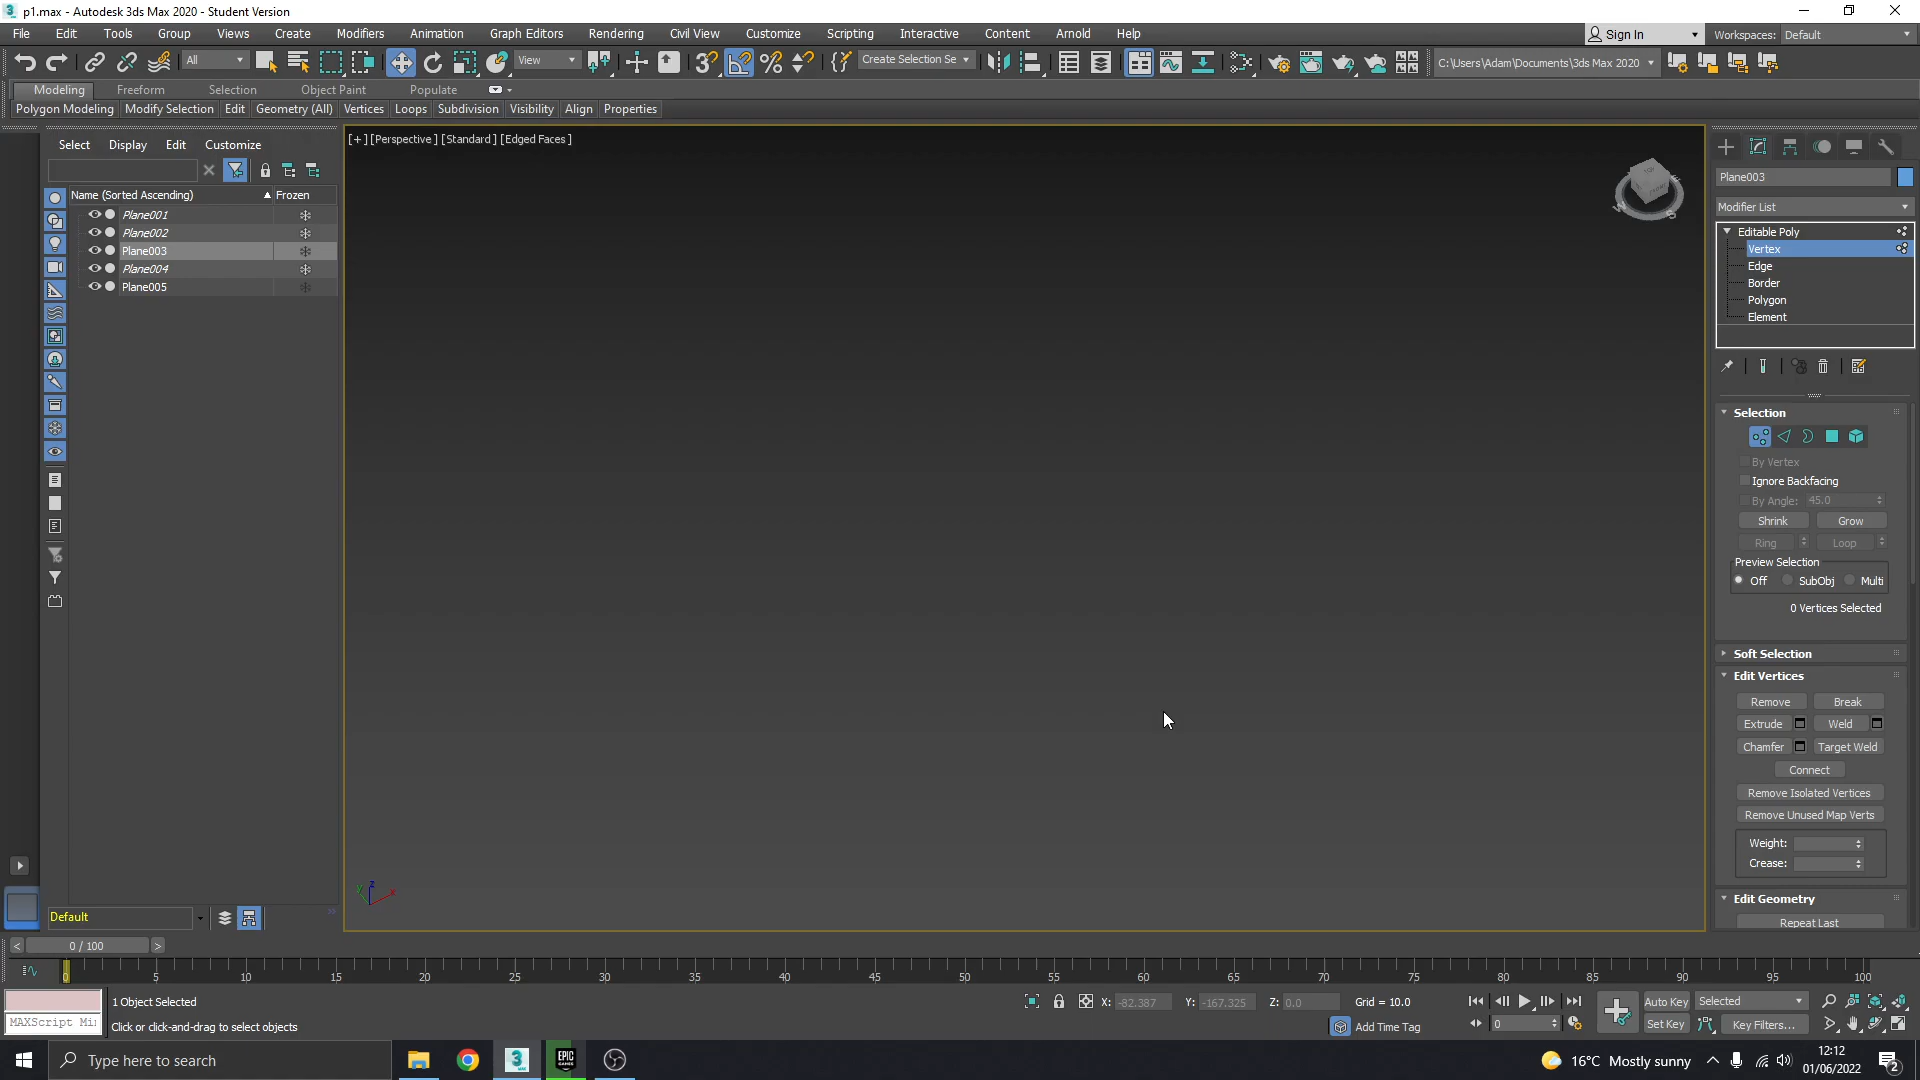 p1.max - Autodesk 3ds Max 2020 - Student Version
File Edit Tools Group Views Create Modifiers Animation Graph Editors Rendering Civil View Customize Scripting Interactive Content Arnold Help Sign In Workspaces: Default
All View Create Selection Se C:\Users\Adam\Documents\3ds Max 2020
Modeling Freeform Selection Object Paint Populate
Polygon Modeling Modify Selection Edit Geometry (All) Vertices Loops Subdivision Visibility Align Properties
Select Display Edit Customize
Name (Sorted Ascending) Frozen
Plane001
Plane002
Plane003
Plane004
Plane005
Default
[+] [Perspective ] [Standard ] [Edged Faces ]
TOP FRONT
W S
z
y x
Plane003
Modifier List
Editable Poly
Vertex
Edge
Border
Polygon
Element
Selection
By Vertex
Ignore Backfacing
By Angle: 45.0
Shrink Grow
Ring Loop
Preview Selection
Off SubObj Multi
0 Vertices Selected
Soft Selection
Edit Vertices
Remove Break
Extrude Weld
Chamfer Target Weld
Connect
Remove Isolated Vertices
Remove Unused Map Verts
Weight:
Crease:
Edit Geometry
Repeat Last
< 0 / 100 >
0 5 10 15 20 25 30 35 40 45 50 55 60 65 70 75 80 85 90 95 100
1 Object Selected X: -82.387 Y: -167.325 Z: 0.0 Grid = 10.0 Auto Key Selected
MAXScript Mi Click or click-and-drag to select objects Add Time Tag 0 Set Key Key Filters...
Type here to search 3 MAX EPIC GAMES 16°C Mostly sunny 12:12
01/06/2022 2